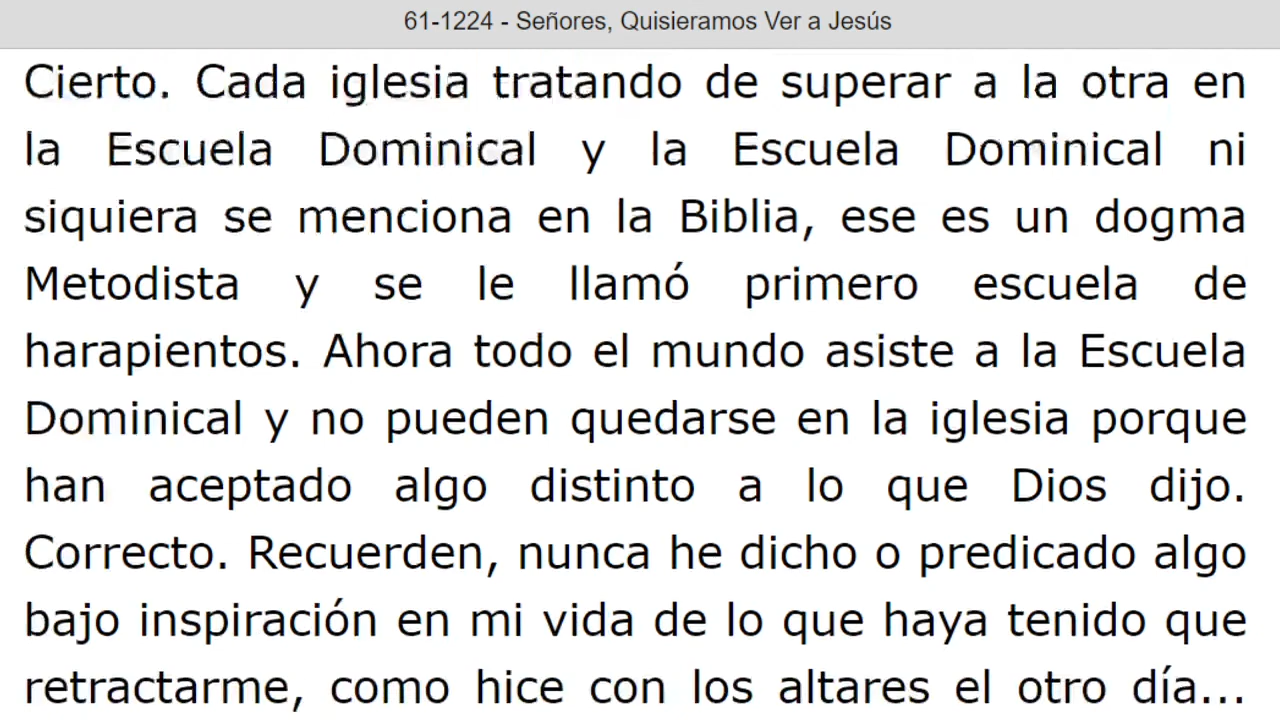 61-1224 - Señores, Quisieramos Ver a Jesús
Cierto. Cada iglesia tratando de superar a la otra en
la Escuela Dominical y la Escuela Dominical ni
siquiera se menciona en la Biblia, ese es un dogma
Metodista y se le llamó primero escuela de
harapientos. Ahora todo el mundo asiste a la Escuela
Dominical y no pueden quedarse en la iglesia porque
han aceptado algo distinto a lo que Dios dijo.
Correcto. Recuerden, nunca he dicho o predicado algo
bajo inspiración en mi vida de lo que haya tenido que
retractarme, como hice con los altares el otro día...